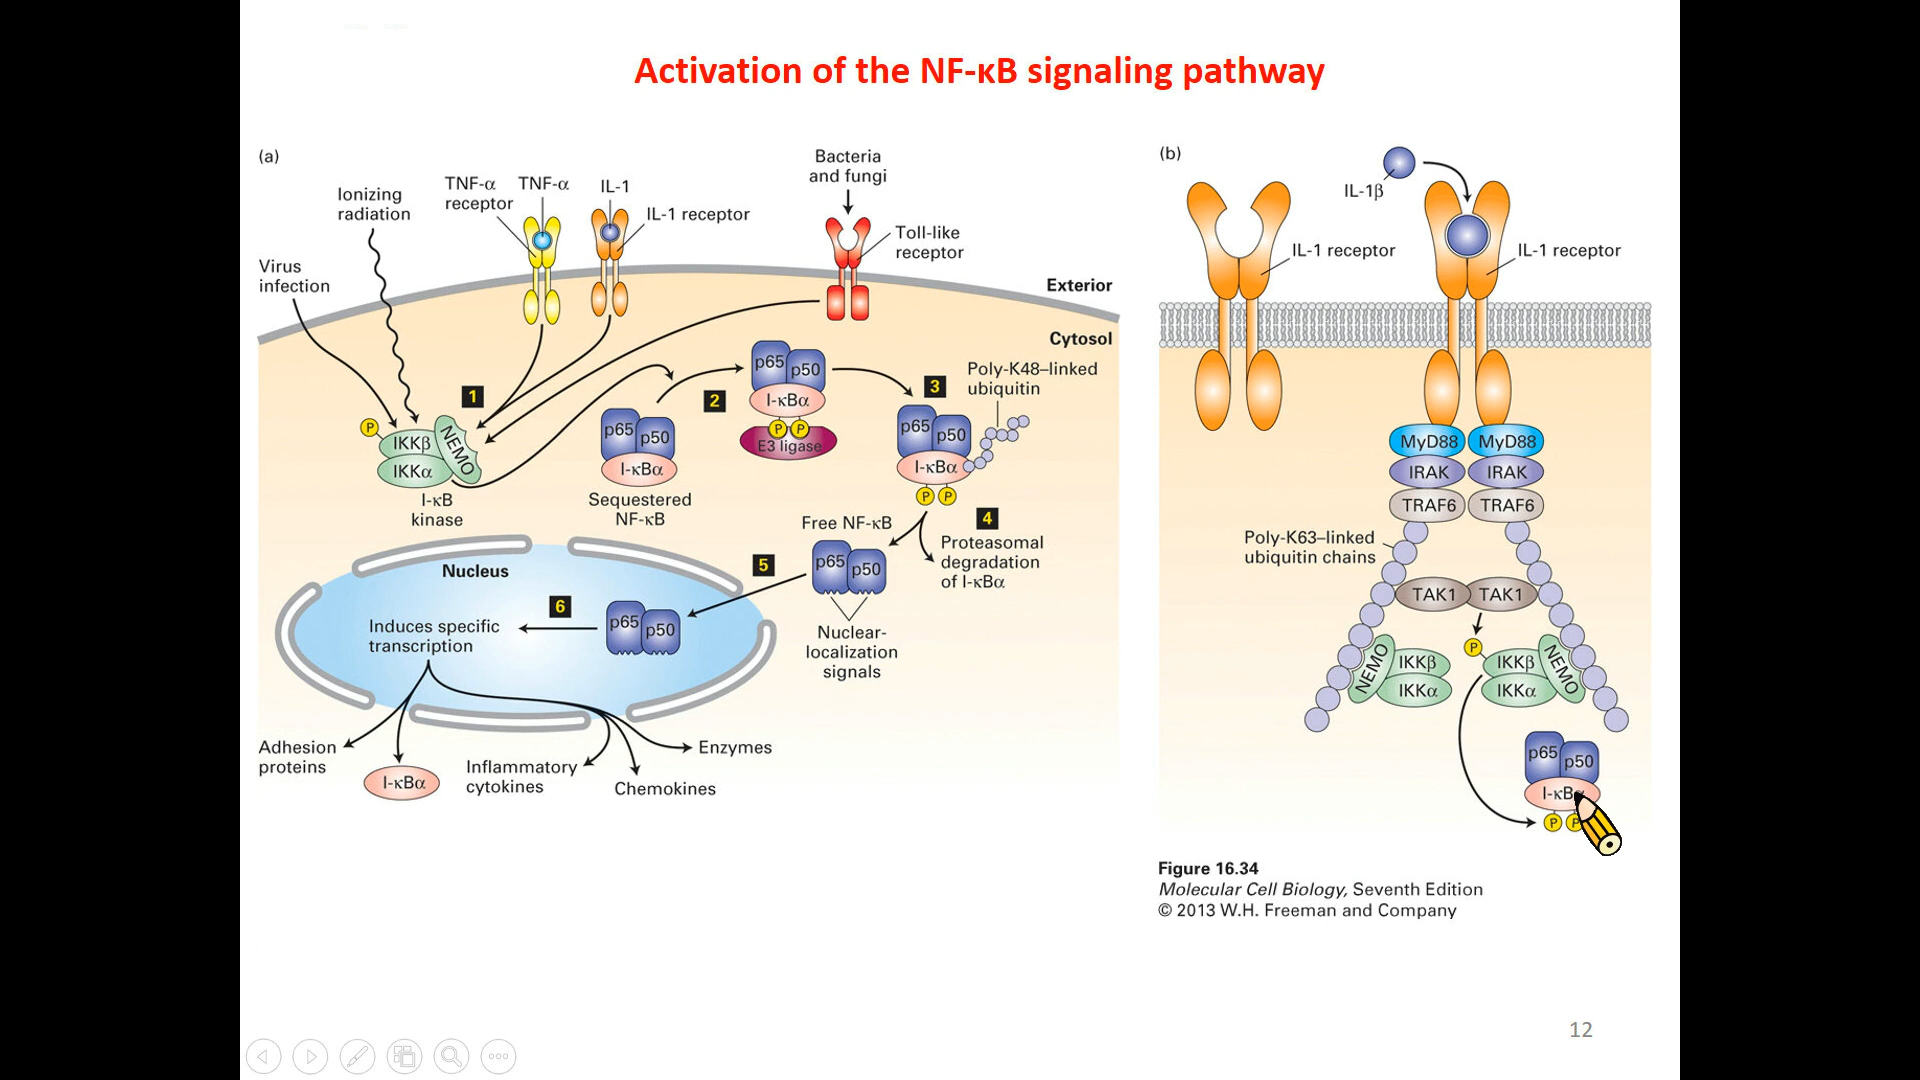 Activation of the NF-κB signaling pathway
(a)
Ionizing
radiation
Virus
infection
TNF-α
receptor
TNF-α
IL-1
IL-1 receptor
Bacteria
and fungi
Toll-like
receptor
Exterior
Cytosol
1
P
IKKβ
IKKα
NEMO
I-κB
kinase
p65
p50
I-κBα
Sequestered
NF-κB
2
p65
p50
I-κBα
P
P
E3 ligase
3
Poly-K48–linked
ubiquitin
p65
p50
I-κBα
P
P
4
Proteasomal
degradation
of I-κBα
Free NF-κB
p65
p50
Nuclear-
localization
signals
5
Nucleus
p65
p50
6
Induces specific
transcription
Adhesion
proteins
I-κBα
Inflammatory
cytokines
Chemokines
Enzymes
(b)
IL-1β
IL-1 receptor
IL-1 receptor
MyD88
MyD88
IRAK
IRAK
TRAF6
TRAF6
Poly-K63–linked
ubiquitin chains
TAK1
TAK1
P
NEMO
IKKβ
IKKα
IKKβ
IKKα
NEMO
p65
p50
I-κBα
P
P
Figure 16.34
Molecular Cell Biology, Seventh Edition
© 2013 W.H. Freeman and Company
12